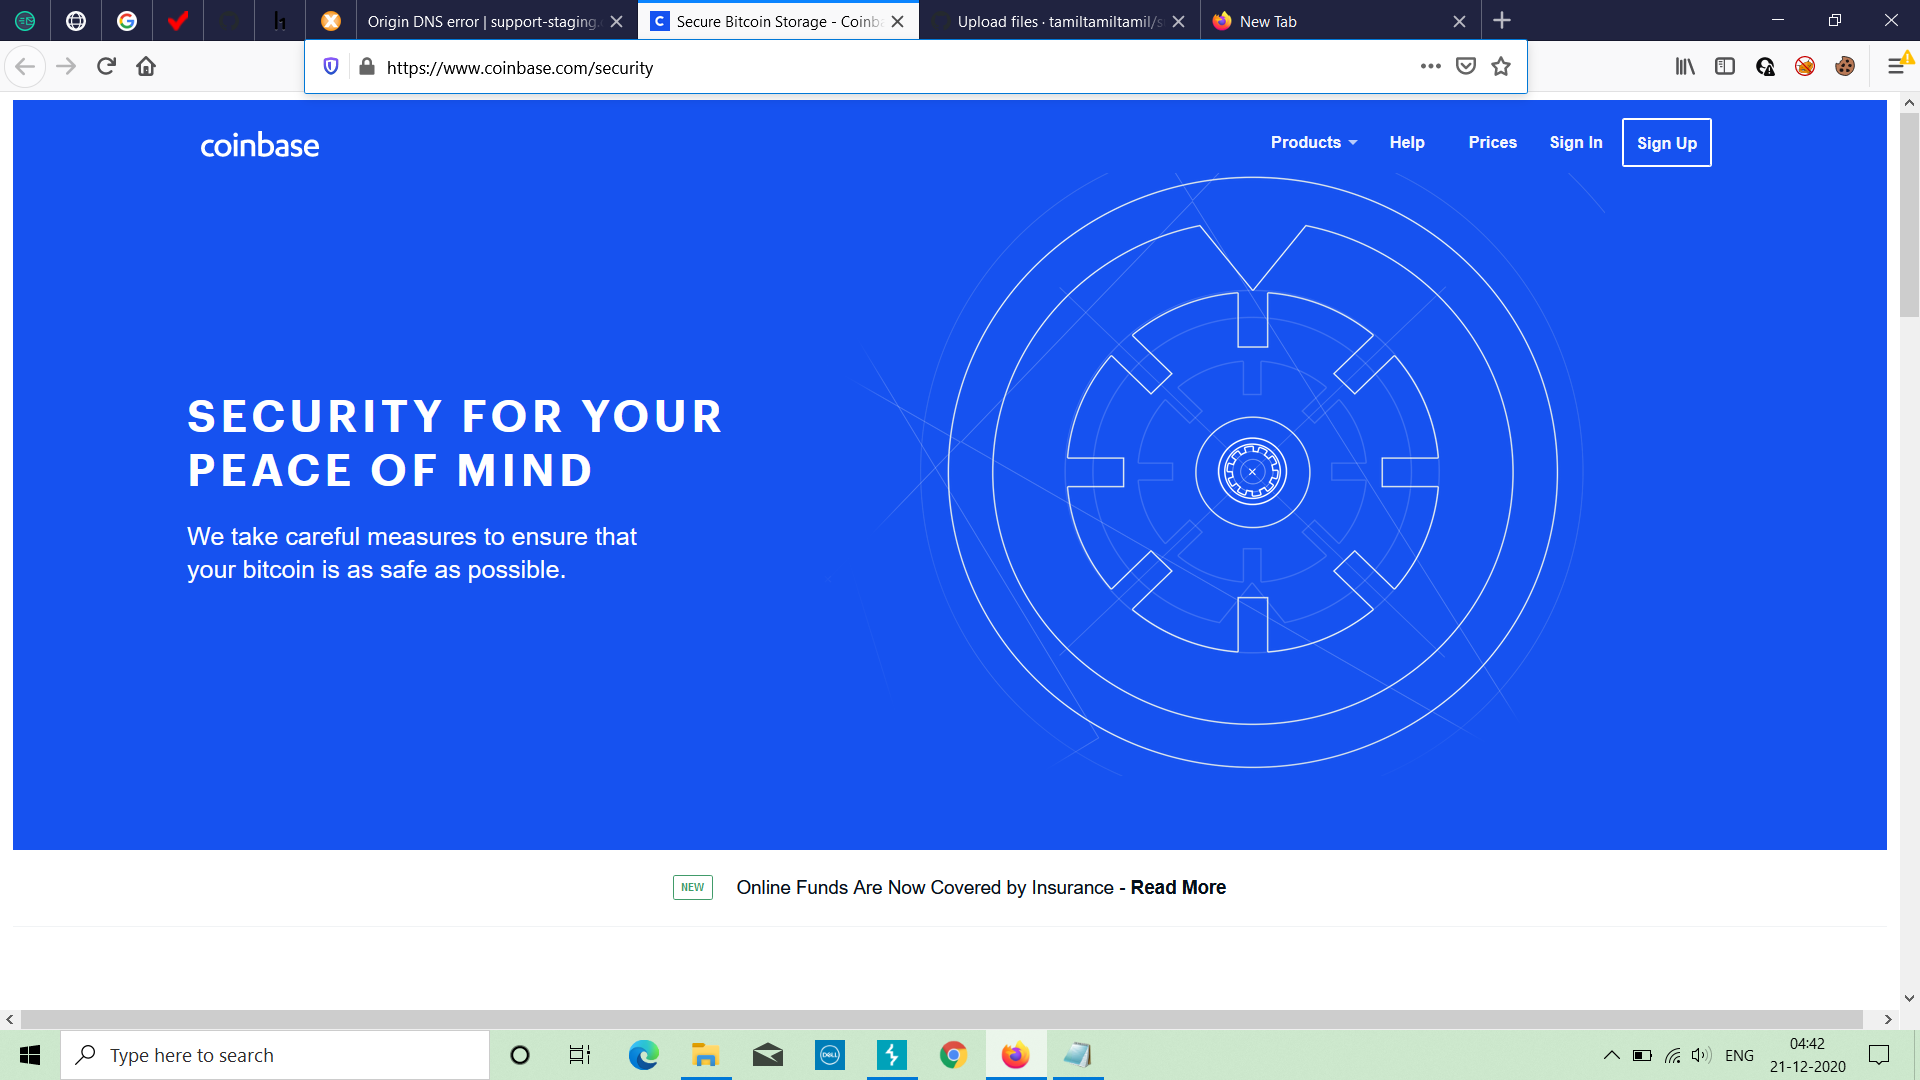 Origin DNS error | support-staging.
Secure Bitcoin Storage - Coinb
Upload files · tamiltamiltamil/s
New Tab
https://www.coinbase.com/security
coinbase
Products
Help
Prices
Sign In
Sign Up
SECURITY FOR YOUR
PEACE OF MIND
We take careful measures to ensure that
your bitcoin is as safe as possible.
NEW
Online Funds Are Now Covered by Insurance - Read More
Type here to search
DELL
ENG
04:42
21-12-2020